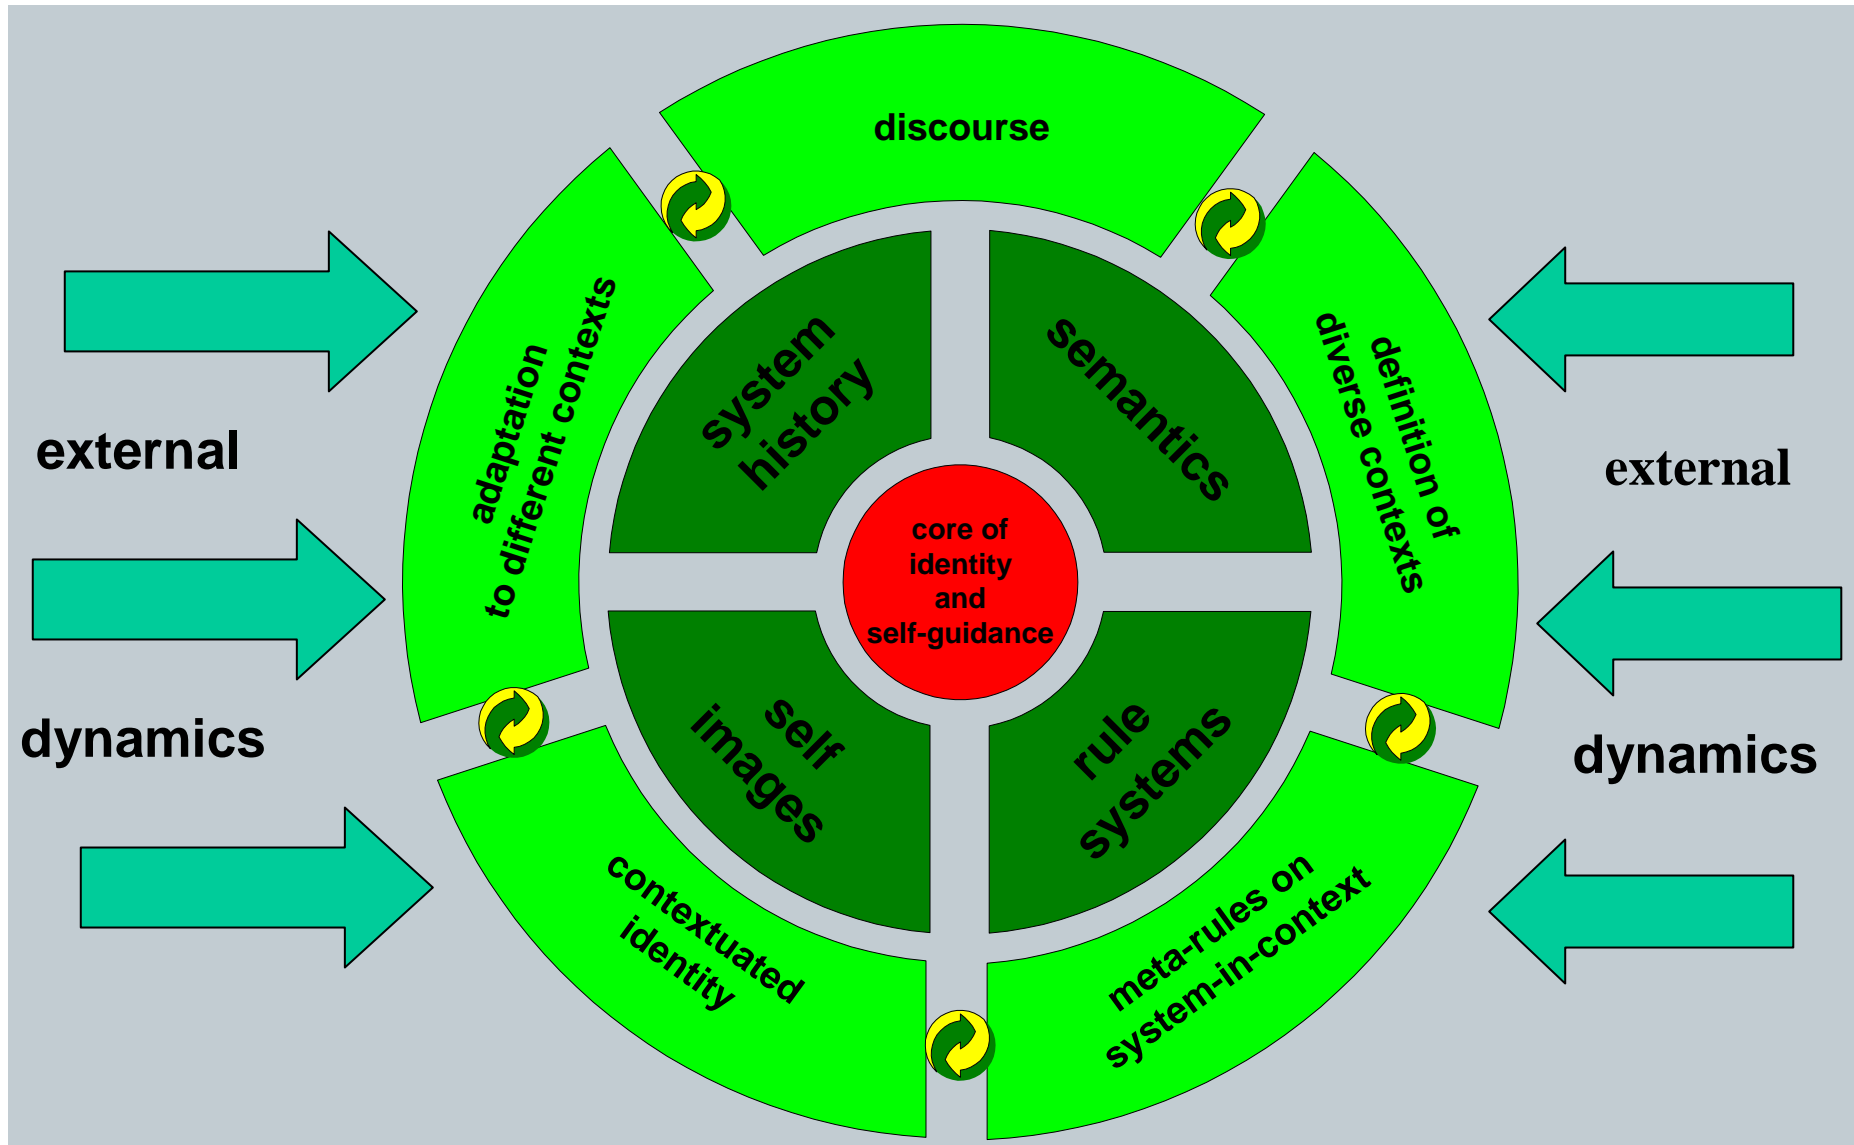 discourse
adaptation
to different contexts
definition of
diverse contexts
system
history
semantics
external
external
core of
identity
and
self-guidance
self
images
rule
systems
dynamics
dynamics
contextuated
identity
meta-rules on
system-in-context